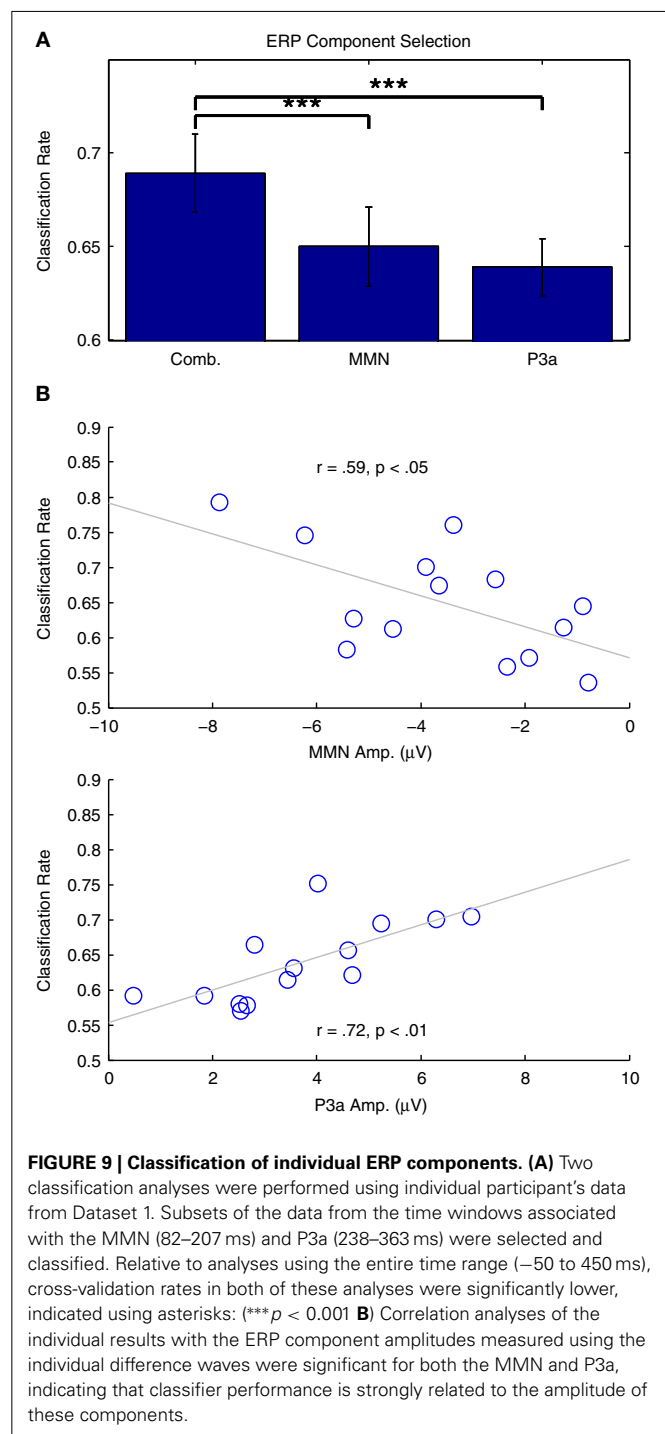 A
ERP Component Selection
***
***
Classification Rate
0.7
0.65
0.6
Comb. MMN P3a
B
0.9
0.85
0.8
0.75
0.7
0.65
0.6
0.55
0.5
Classification Rate
r = .59, p < .05
−10 −8 −6 −4 −2 0
MMN Amp. (μV)
0.9
0.85
0.8
0.75
0.7
0.65
0.6
0.55
0.5
Classification Rate
r = .72, p < .01
0 2 4 6 8 10
P3a Amp. (μV)
FIGURE 9 | Classification of individual ERP components. (A) Two
classification analyses were performed using individual participant's data
from Dataset 1. Subsets of the data from the time windows associated
with the MMN (82–207 ms) and P3a (238–363 ms) were selected and
classified. Relative to analyses using the entire time range (−50 to 450 ms),
cross-validation rates in both of these analyses were significantly lower,
indicated using asterisks: (***p < 0.001 B) Correlation analyses of the
individual results with the ERP component amplitudes measured using the
individual difference waves were significant for both the MMN and P3a,
indicating that classifier performance is strongly related to the amplitude of
these components.